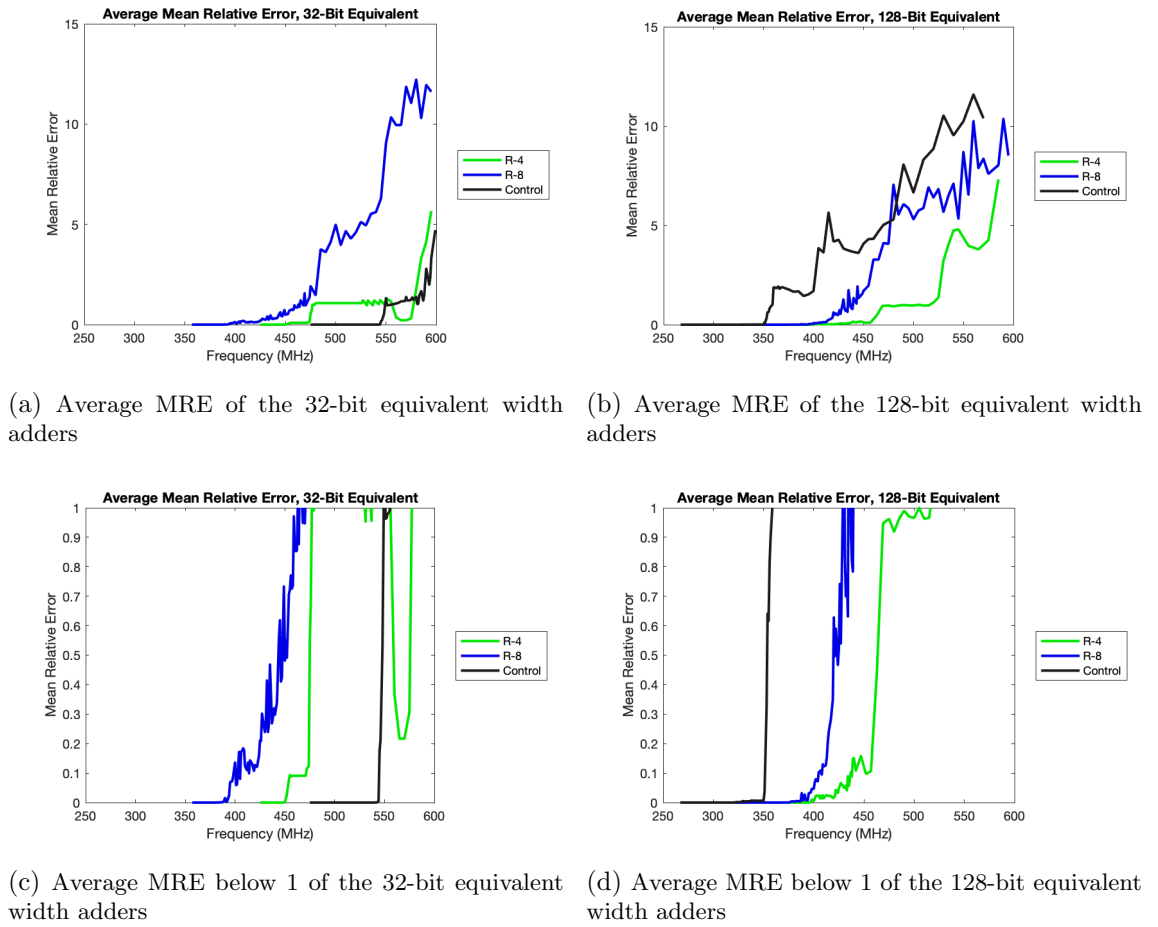 Average Mean Relative Error, 32-Bit Equivalent
15
10
5
0
250 300 350 400 450 500 550 600
Mean Relative Error
Frequency (MHz)
R-4
R-8
Control
Average Mean Relative Error, 128-Bit Equivalent
15
10
5
0
250 300 350 400 450 500 550 600
Mean Relative Error
Frequency (MHz)
R-4
R-8
Control
(a) Average MRE of the 32-bit equivalent width
adders
(b) Average MRE of the 128-bit equivalent width
adders
Average Mean Relative Error, 32-Bit Equivalent
1
0.9
0.8
0.7
0.6
0.5
0.4
0.3
0.2
0.1
0
250 300 350 400 450 500 550 600
Mean Relative Error
Frequency (MHz)
R-4
R-8
Control
Average Mean Relative Error, 128-Bit Equivalent
1
0.9
0.8
0.7
0.6
0.5
0.4
0.3
0.2
0.1
0
250 300 350 400 450 500 550 600
Mean Relative Error
Frequency (MHz)
R-4
R-8
Control
(c) Average MRE below 1 of the 32-bit equivalent
width adders
(d) Average MRE below 1 of the 128-bit equivalent
width adders